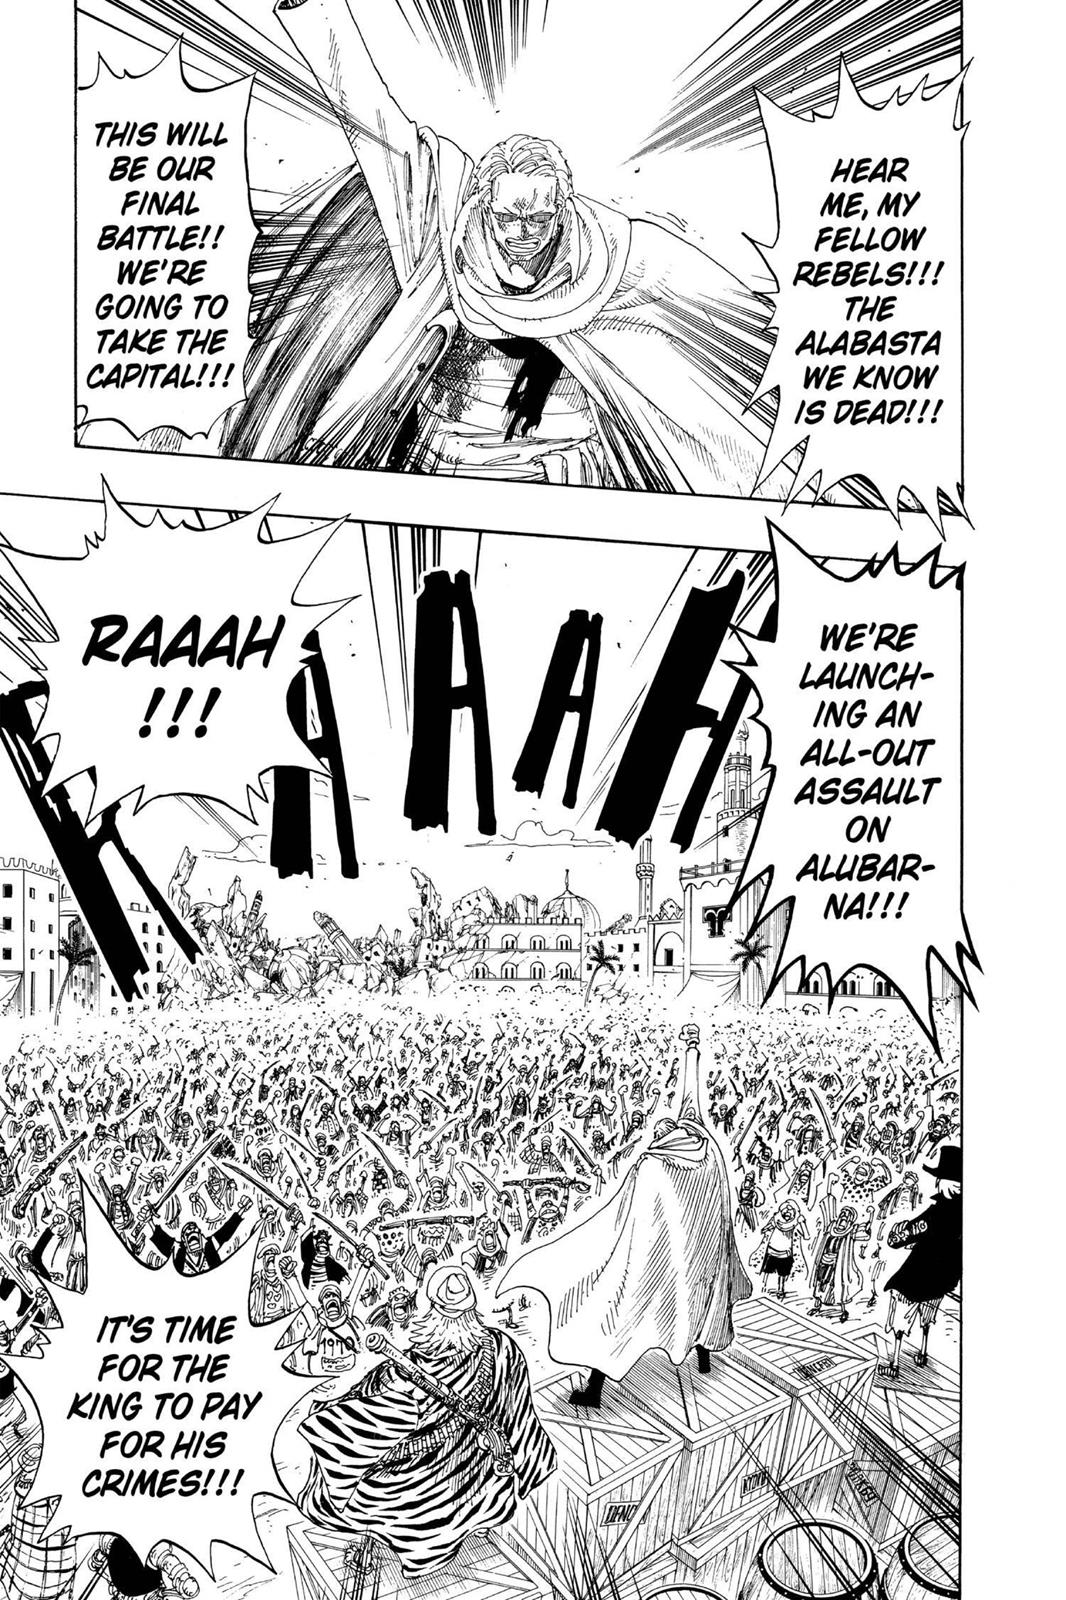 HEAR
ME, MY
FELLOW
REBELS!!!
THE
ALABASTA
WE KNOW
IS DEAD!!!
THIS WILL
BE OUR
FINAL
BATTLE!!
WE'RE
GOING TO
TAKE THE
CAPITAL!!!
WE'RE
LAUNCH-
ING AN
ALL-OUT
ASSAULT
ON
ALUBAR-
NA!!!
RAAAH
!!!
RAAAAH
IT'S TIME
FOR THE
KING TO PAY
FOR HIS
CRIMES!!!
1970